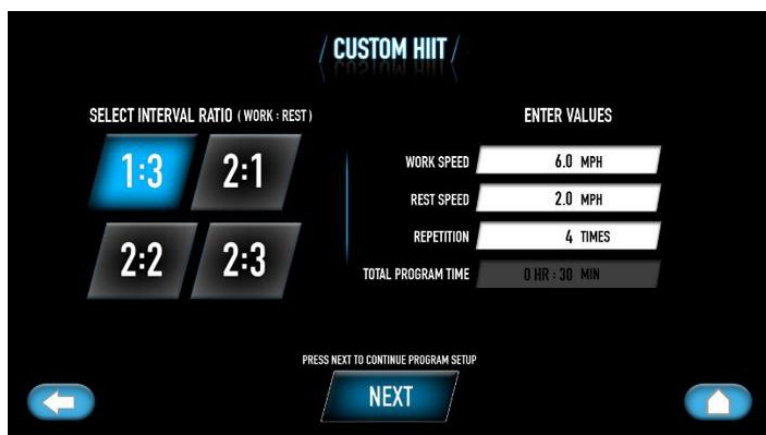 CUSTOM HIIT
SELECT INTERVAL RATIO (WORK : REST)
1:3
2:1
2:2
2:3
ENTER VALUES
WORK SPEED 6.0 MPH
REST SPEED 2.0 MPH
REPETITION 4 TIMES
TOTAL PROGRAM TIME 0 HR : 30 MIN
PRESS NEXT TO CONTINUE PROGRAM SETUP
NEXT